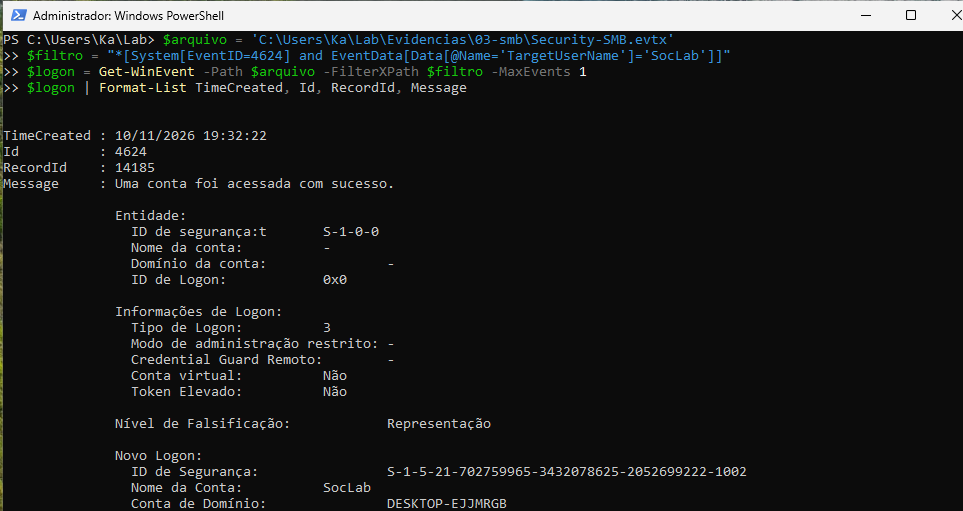 Administrador: Windows PowerShell
PS C:\Users\Ka\Lab> $arquivo = 'C:\Users\Ka\Lab\Evidencias\03-smb\Security-SMB.evtx'
>> $filtro = "*[System[EventID=4624] and EventData[Data[@Name='TargetUserName']='SocLab']]"
>> $logon = Get-WinEvent -Path $arquivo -FilterXPath $filtro -MaxEvents 1
>> $logon | Format-List TimeCreated, Id, RecordId, Message
TimeCreated : 10/11/2026 19:32:22
Id : 4624
RecordId : 14185
Message : Uma conta foi acessada com sucesso.
Entidade:
ID de segurança:t S-1-0-0
Nome da conta: -
Domínio da conta: -
ID de Logon: 0x0
Informações de Logon:
Tipo de Logon: 3
Modo de administração restrito: -
Credential Guard Remoto: -
Conta virtual: Não
Token Elevado: Não
Nível de Falsificação: Representação
Novo Logon:
ID de Segurança: S-1-5-21-702759965-3432078625-2052699222-1002
Nome da Conta: SocLab
Conta de Domínio: DESKTOP-EJJMRGB